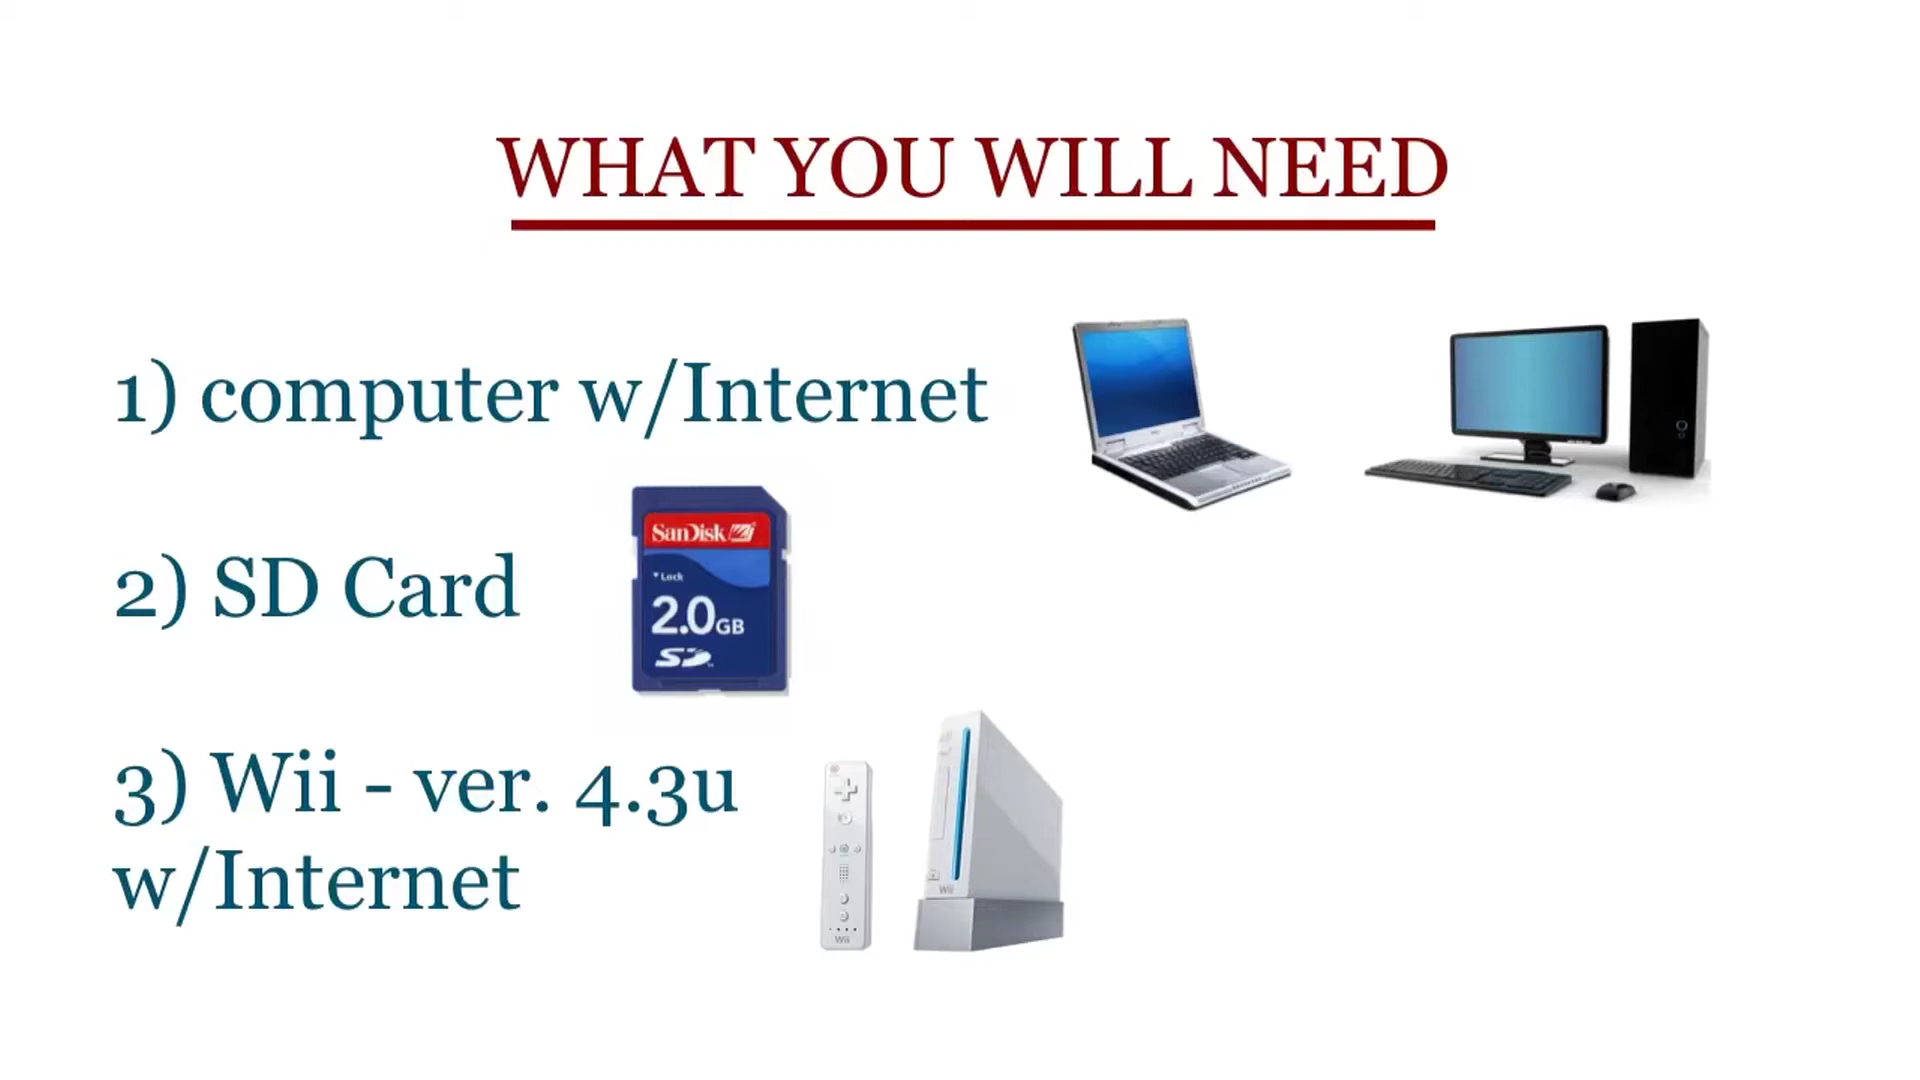 WHAT YOU WILL NEED
1) computer w/Internet
SanDisk
Lock
2.0GB
SD
2) SD Card
3) Wii - ver. 4.3u
w/Internet
Wii
Wii